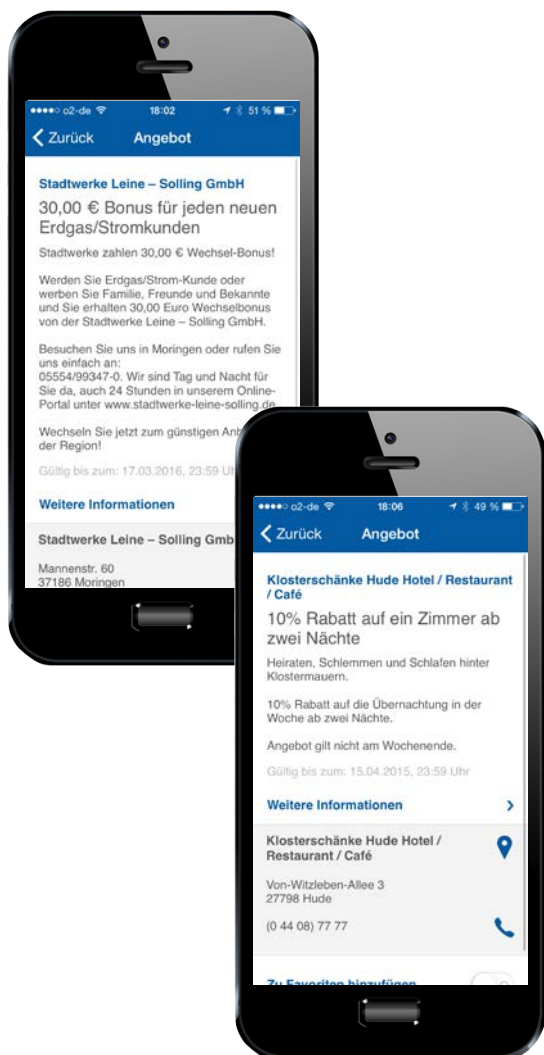 o2-de 18:02 51 %
Zurück Angebot
Stadtwerke Leine – Solling GmbH
30,00 € Bonus für jeden neuen
Erdgas/Stromkunden
Stadtwerke zahlen 30,00 € Wechsel-Bonus!
Werden Sie Erdgas/Strom-Kunde oder
werben Sie Familie, Freunde und Bekannte
und Sie erhalten 30,00 Euro Wechselbonus
von der Stadtwerke Leine – Solling GmbH.
Besuchen Sie uns in Moringen oder rufen Sie
uns einfach an:
05554/99347-0. Wir sind Tag und Nacht für
Sie da, auch 24 Stunden in unserem Online-
Portal unter www.stadtwerke-leine-solling.de
Wechseln Sie jetzt zum günstigen
der Region!
Gültig bis zum: 17.03.2016, 23:59
Weitere Informationen
Stadtwerke Leine – Solling Gmb
Mannenstr. 60
37186 Moringen
o2-de 18:06 49 %
Zurück Angebot
Klosterschänke Hude Hotel / Restaurant
/ Café
10% Rabatt auf ein Zimmer ab
zwei Nächte
Heiraten, Schlemmen und Schlafen hinter
Klostermauern.
10% Rabatt auf die Übernachtung in der
Woche ab zwei Nächte.
Angebot gilt nicht am Wochenende.
Gültig bis zum: 15.04.2015, 23:59 Uhr
Weitere Informationen
Klosterschänke Hude Hotel /
Restaurant / Café
Von-Witzleben-Allee 3
27798 Hude
(0 44 08) 77 77
Zu Favoriten hinzufügen